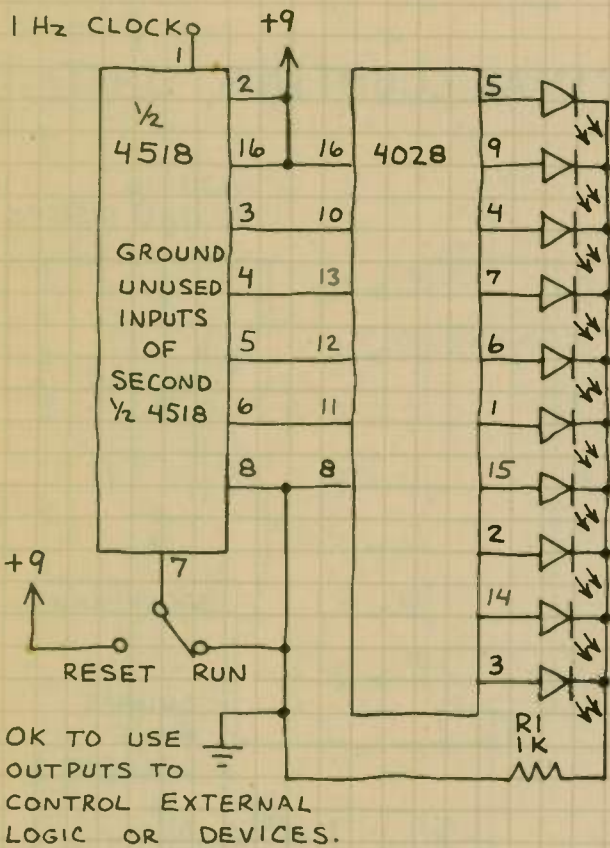 1 Hz CLOCK
+9
1
2
5
½
4518
16
16
4028
9
3
10
4
GROUND
UNUSED
INPUTS
OF
SECOND
½ 4518
4
13
7
5
12
6
6
11
1
8
8
15
2
+9
7
14
RESET
RUN
3
R1
1K
OK TO USE
OUTPUTS TO
CONTROL EXTERNAL
LOGIC OR DEVICES.